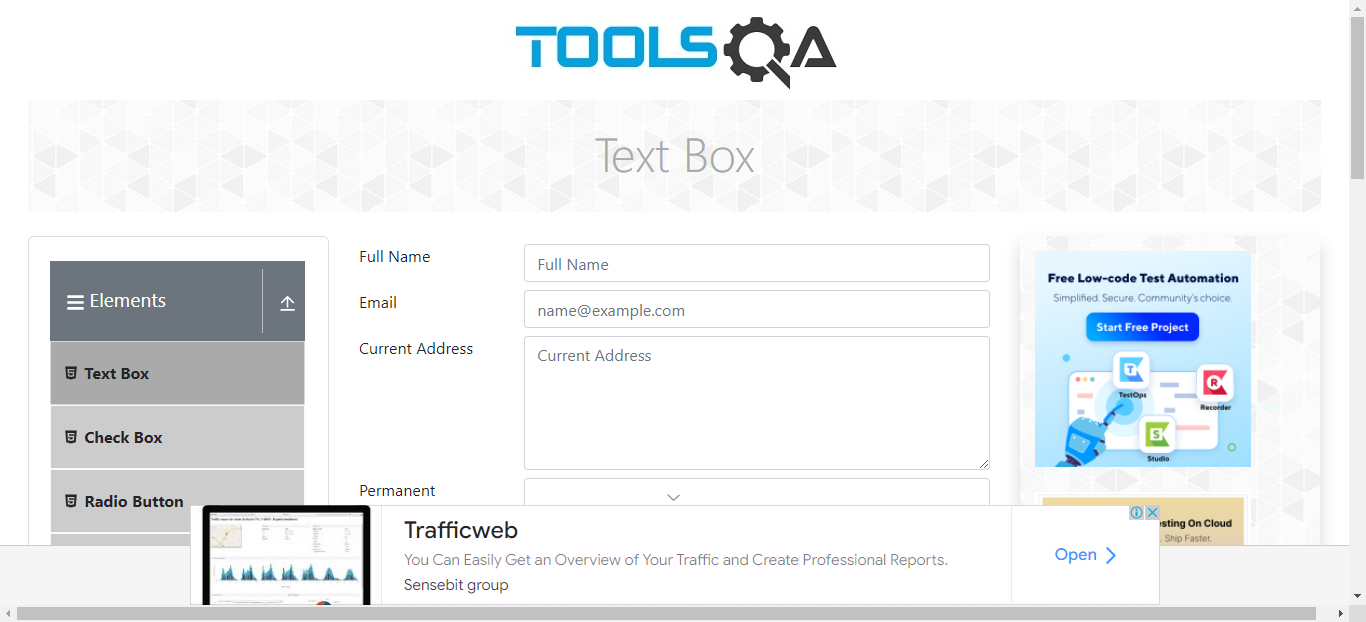 TOOLSQA
Text Box
Elements
Text Box
Check Box
Radio Button
Full Name
Full Name
Email
name@example.com
Current Address
Current Address
Permanent
Free Low-code Test Automation
Simplified. Secure. Community's choice.
Start Free Project
T
TestOps
R
Recorder
S
Studio
esting On Cloud
. Ship Faster.
Trafficweb
You Can Easily Get an Overview of Your Traffic and Create Professional Reports.
Sensebit group
Open